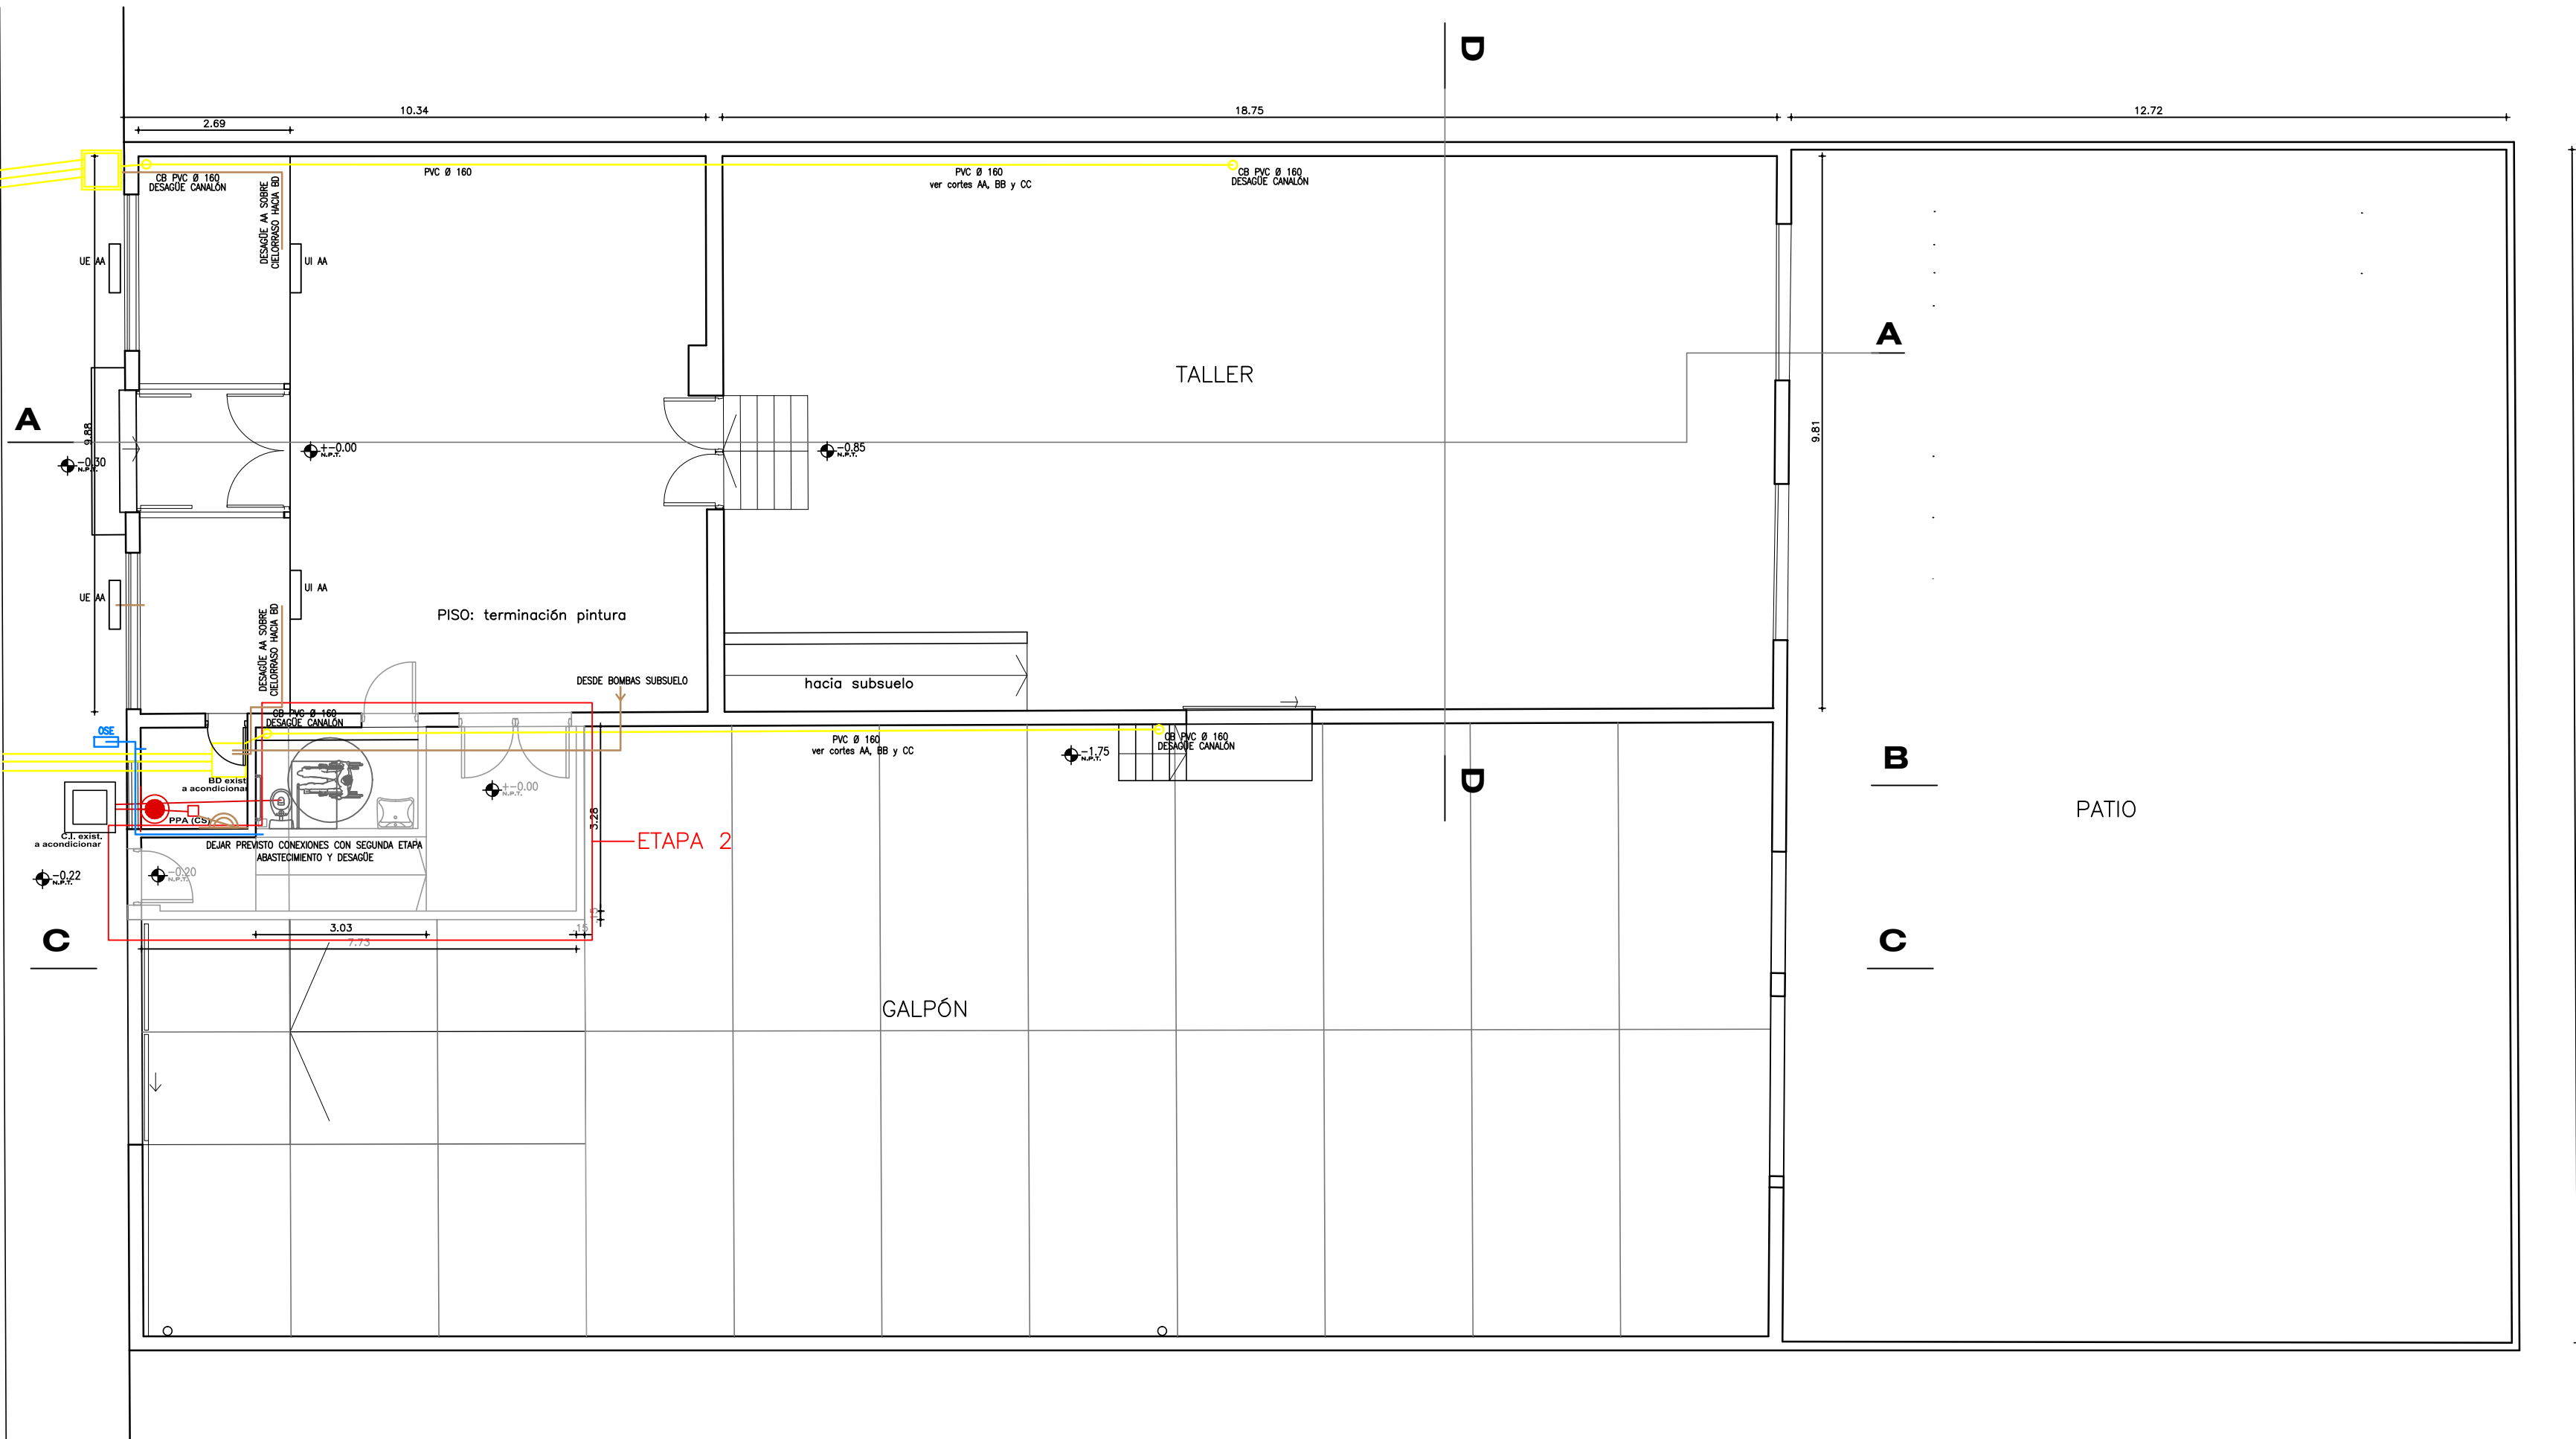 D
10.34
18.75
12.72
2.69
CB PVC Ø 160
DESAGÜE CANALÓN
PVC Ø 160
PVC Ø 160
ver cortes AA, BB y CC
CB PVC Ø 160
DESAGÜE CANALÓN
DESAGÜE AA SOBRE
CIELORRASO HACIA BD
UE AA
UI AA
A
TALLER
A
9.88
9.81
+-0.00
N.P.T.
-0.85
N.P.T.
-0.30
N.P.T.
UE AA
UI AA
PISO: terminación pintura
DESAGÜE AA SOBRE
CIELORRASO HACIA BD
DESDE BOMBAS SUBSUELO
hacia subsuelo
CB PVC Ø 160
DESAGÜE CANALÓN
OSE
PVC Ø 160
ver cortes AA, BB y CC
-1.75
N.P.T.
CB PVC Ø 160
DESAGÜE CANALÓN
B
D
BD exist.
a acondicionar
+-0.00
N.P.T.
PPA (CS)
3.28
PATIO
C.I. exist.
a acondicionar
DEJAR PREVISTO CONEXIONES CON SEGUNDA ETAPA
ABASTECIMIENTO Y DESAGÜE
ETAPA 2
-0.22
N.P.T.
-0.20
N.P.T.
.15
3.03
.15
7.73
C
C
GALPÓN